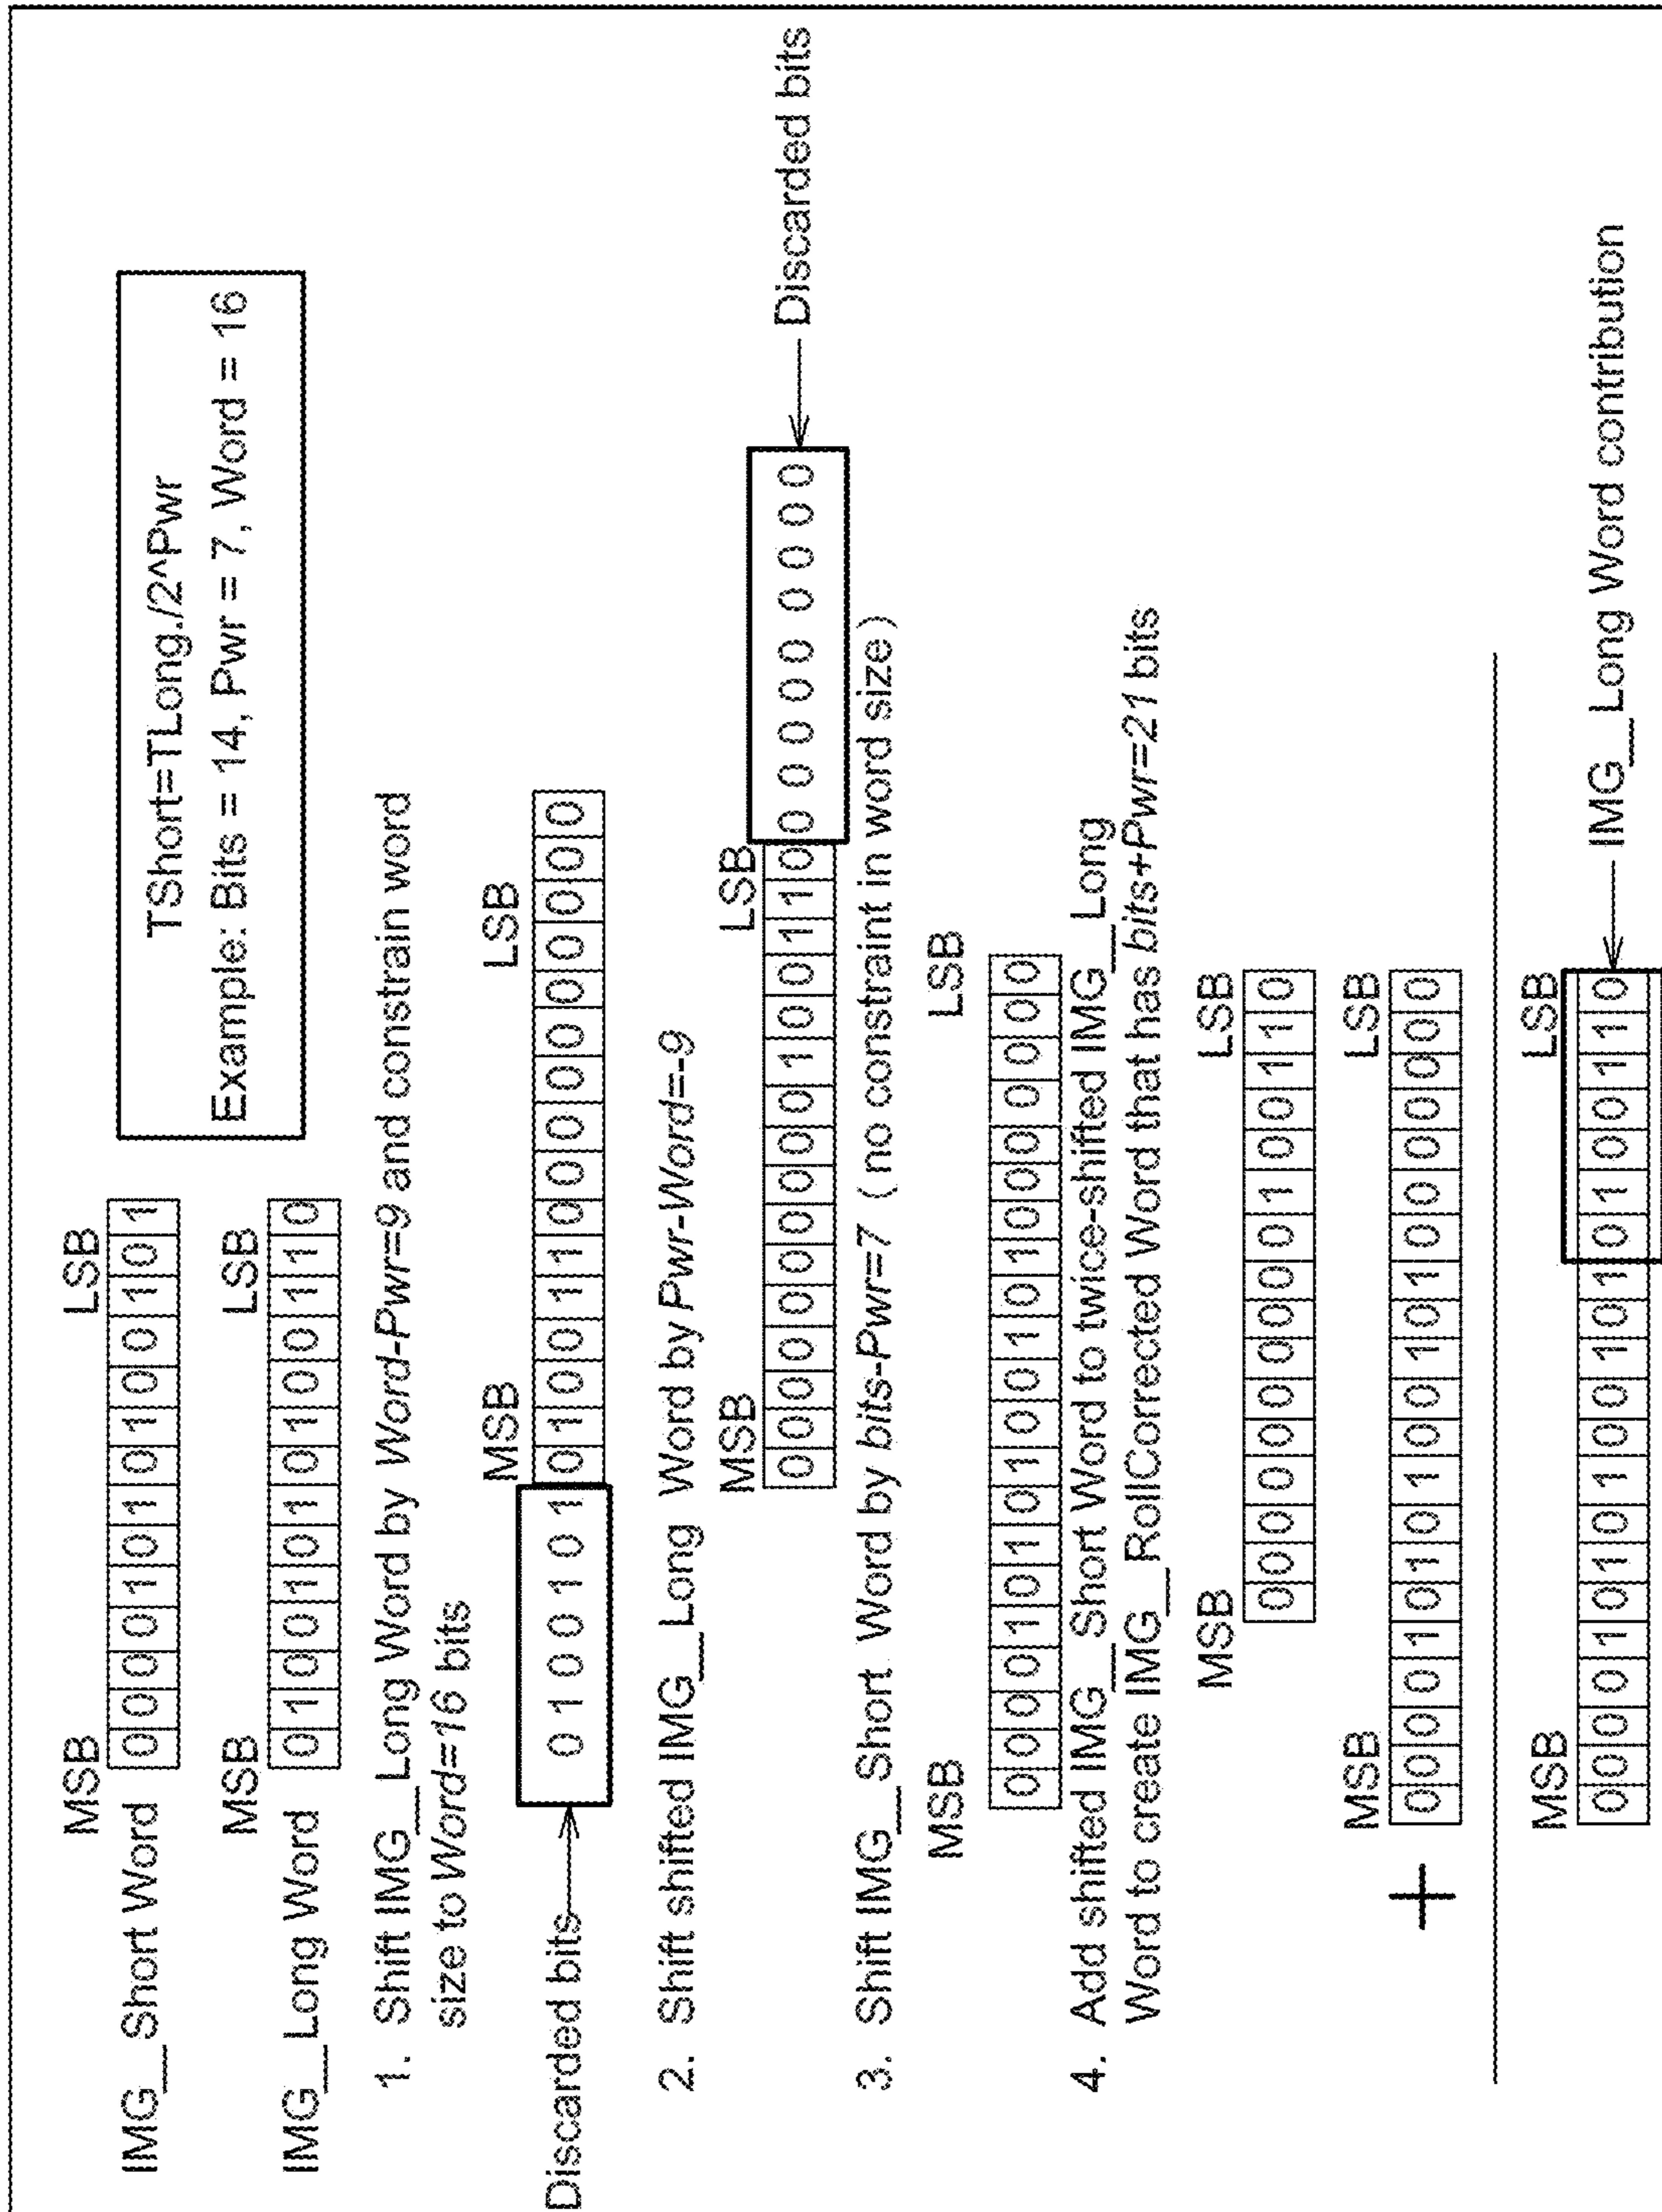 TShort=TLong./2^Pwr
Example: Bits = 14, Pwr = 7, Word = 16
MSB LSB
IMG_Short Word 0 0 0 0 1 0 1 0 1 0 0 1 0 1
MSB LSB
IMG_Long Word 0 1 0 0 1 0 1 0 1 0 0 1 1 0
1. Shift IMG_Long Word by Word-Pwr=9 and constrain word
size to Word=16 bits
MSB LSB
Discarded bits 0 1 0 0 1 0 1 0 1 0 0 1 1 0 0 0 0 0 0 0 0 0 0
2. Shift shifted IMG_Long Word by Pwr-Word=-9
MSB LSB
0 0 0 0 0 0 0 0 0 0 1 0 0 1 1 0 0 0 0 0 0 0 0 0 0 Discarded bits
3. Shift IMG_Short Word by bits-Pwr=7 ( no constraint in word size )
MSB LSB
0 0 0 0 1 0 1 0 1 0 0 1 0 1 0 0 0 0 0 0 0
4. Add shifted IMG_Short Word to twice-shifted IMG_Long
Word to create IMG_RollCorrected Word that has bits+Pwr=21 bits
MSB LSB
0 0 0 0 0 0 0 0 0 0 1 0 0 1 1 0
MSB LSB
+ 0 0 0 0 1 0 1 0 1 0 0 1 0 1 0 0 0 0 0 0 0
MSB LSB
0 0 0 0 1 0 1 0 1 0 0 1 0 1 0 1 0 0 1 1 0 IMG_Long Word contribution